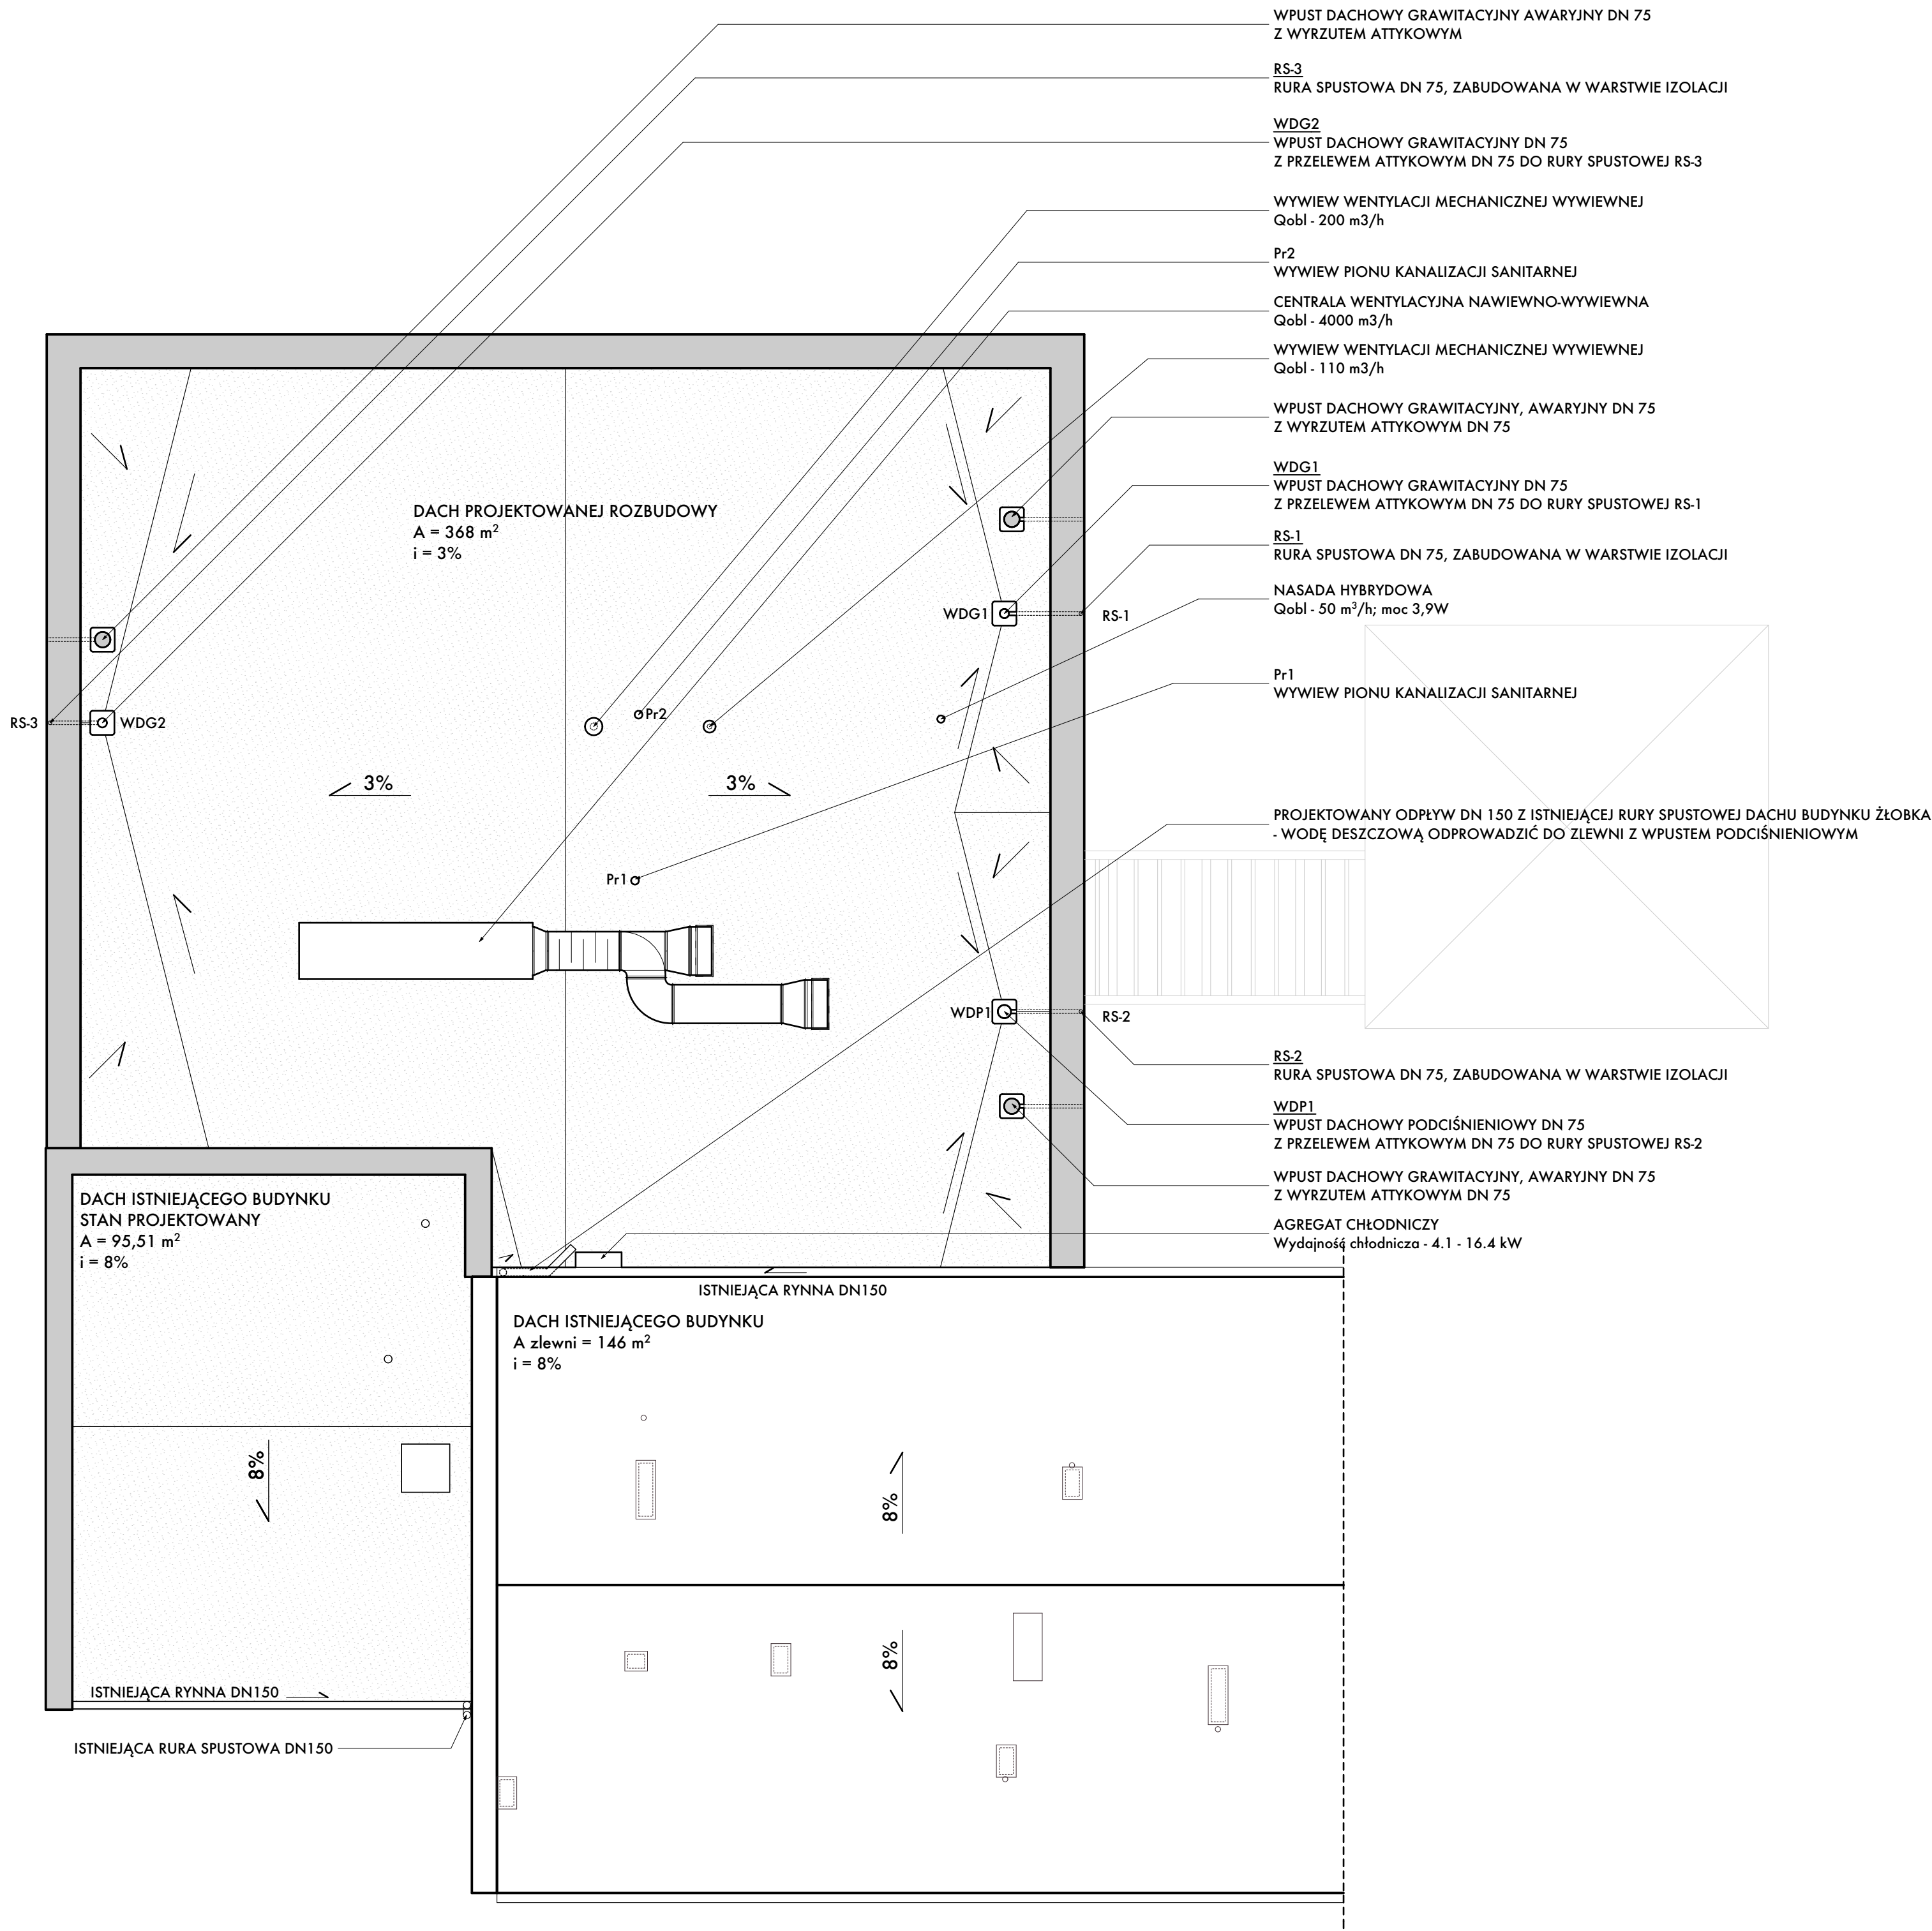 WPUST DACHOWY GRAWITACYJNY AWARYJNY DN 75
Z WYRZUTEM ATTYKOWYM
RS-3
RURA SPUSTOWA DN 75, ZABUDOWANA W WARSTWIE IZOLACJI
WDG2
WPUST DACHOWY GRAWITACYJNY DN 75
Z PRZELEWEM ATTYKOWYM DN 75 DO RURY SPUSTOWEJ RS-3
WYWIEW WENTYLACJI MECHANICZNEJ WYWIEWNEJ
Qobl - 200 m3/h
Pr2
WYWIEW PIONU KANALIZACJI SANITARNEJ
CENTRALA WENTYLACYJNA NAWIEWNO-WYWIEWNA
Qobl - 4000 m3/h
WYWIEW WENTYLACJI MECHANICZNEJ WYWIEWNEJ
Qobl - 110 m3/h
WPUST DACHOWY GRAWITACYJNY, AWARYJNY DN 75
Z WYRZUTEM ATTYKOWYM DN 75
WDG1
WPUST DACHOWY GRAWITACYJNY DN 75
Z PRZELEWEM ATTYKOWYM DN 75 DO RURY SPUSTOWEJ RS-1
RS-1
RURA SPUSTOWA DN 75, ZABUDOWANA W WARSTWIE IZOLACJI
NASADA HYBRYDOWA
Qobl - 50 m³/h; moc 3,9W
Pr1
WYWIEW PIONU KANALIZACJI SANITARNEJ
PROJEKTOWANY ODPŁYW DN 150 Z ISTNIEJĄCEJ RURY SPUSTOWEJ DACHU BUDYNKU ŻŁOBKA
- WODĘ DESZCZOWĄ ODPROWADZIĆ DO ZLEWNI Z WPUSTEM PODCIŚNIENIOWYM
RS-2
RURA SPUSTOWA DN 75, ZABUDOWANA W WARSTWIE IZOLACJI
WDP1
WPUST DACHOWY PODCIŚNIENIOWY DN 75
Z PRZELEWEM ATTYKOWYM DN 75 DO RURY SPUSTOWEJ RS-2
WPUST DACHOWY GRAWITACYJNY, AWARYJNY DN 75
Z WYRZUTEM ATTYKOWYM DN 75
AGREGAT CHŁODNICZY
Wydajność chłodnicza - 4.1 - 16.4 kW
DACH PROJEKTOWANEJ ROZBUDOWY
A = 368 m²
i = 3%
WDG1
RS-1
RS-3
WDG2
Pr2
3%
3%
Pr1
WDP1
RS-2
DACH ISTNIEJĄCEGO BUDYNKU
STAN PROJEKTOWANY
A = 95,51 m²
i = 8%
ISTNIEJĄCA RYNNA DN150
DACH ISTNIEJĄCEGO BUDYNKU
A zlewni = 146 m²
i = 8%
8%
8%
8%
ISTNIEJĄCA RYNNA DN150
ISTNIEJĄCA RURA SPUSTOWA DN150